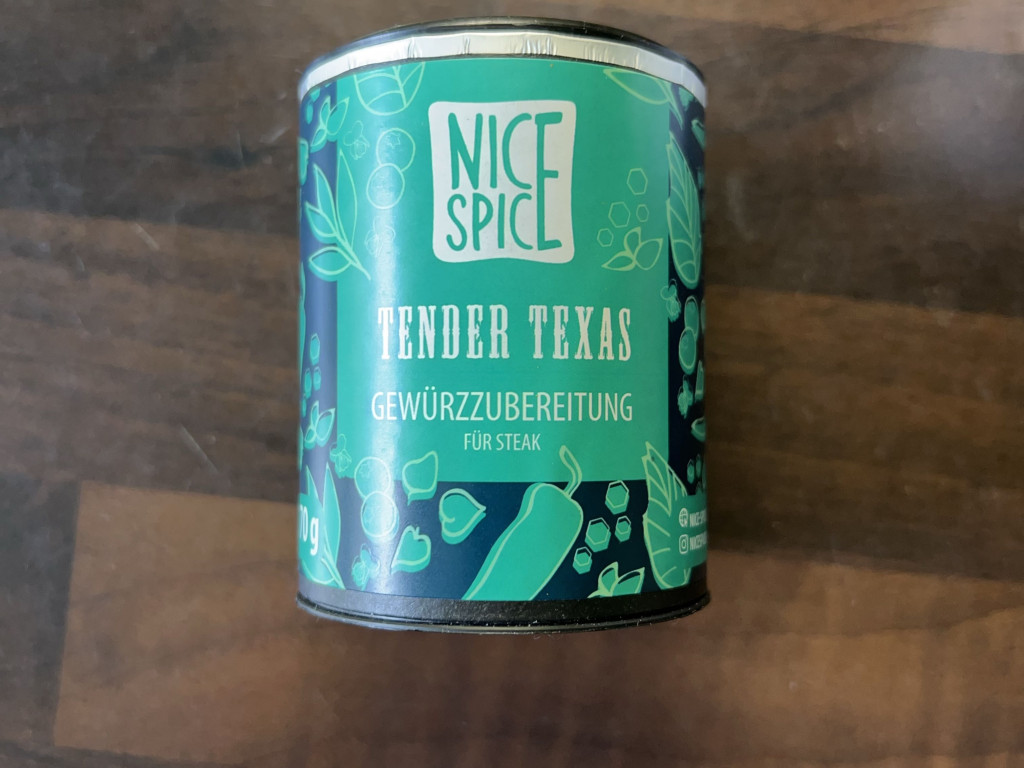 NICE
SPICE
TENDER TEXAS
GEWÜRZZUBEREITUNG
FÜR STEAK